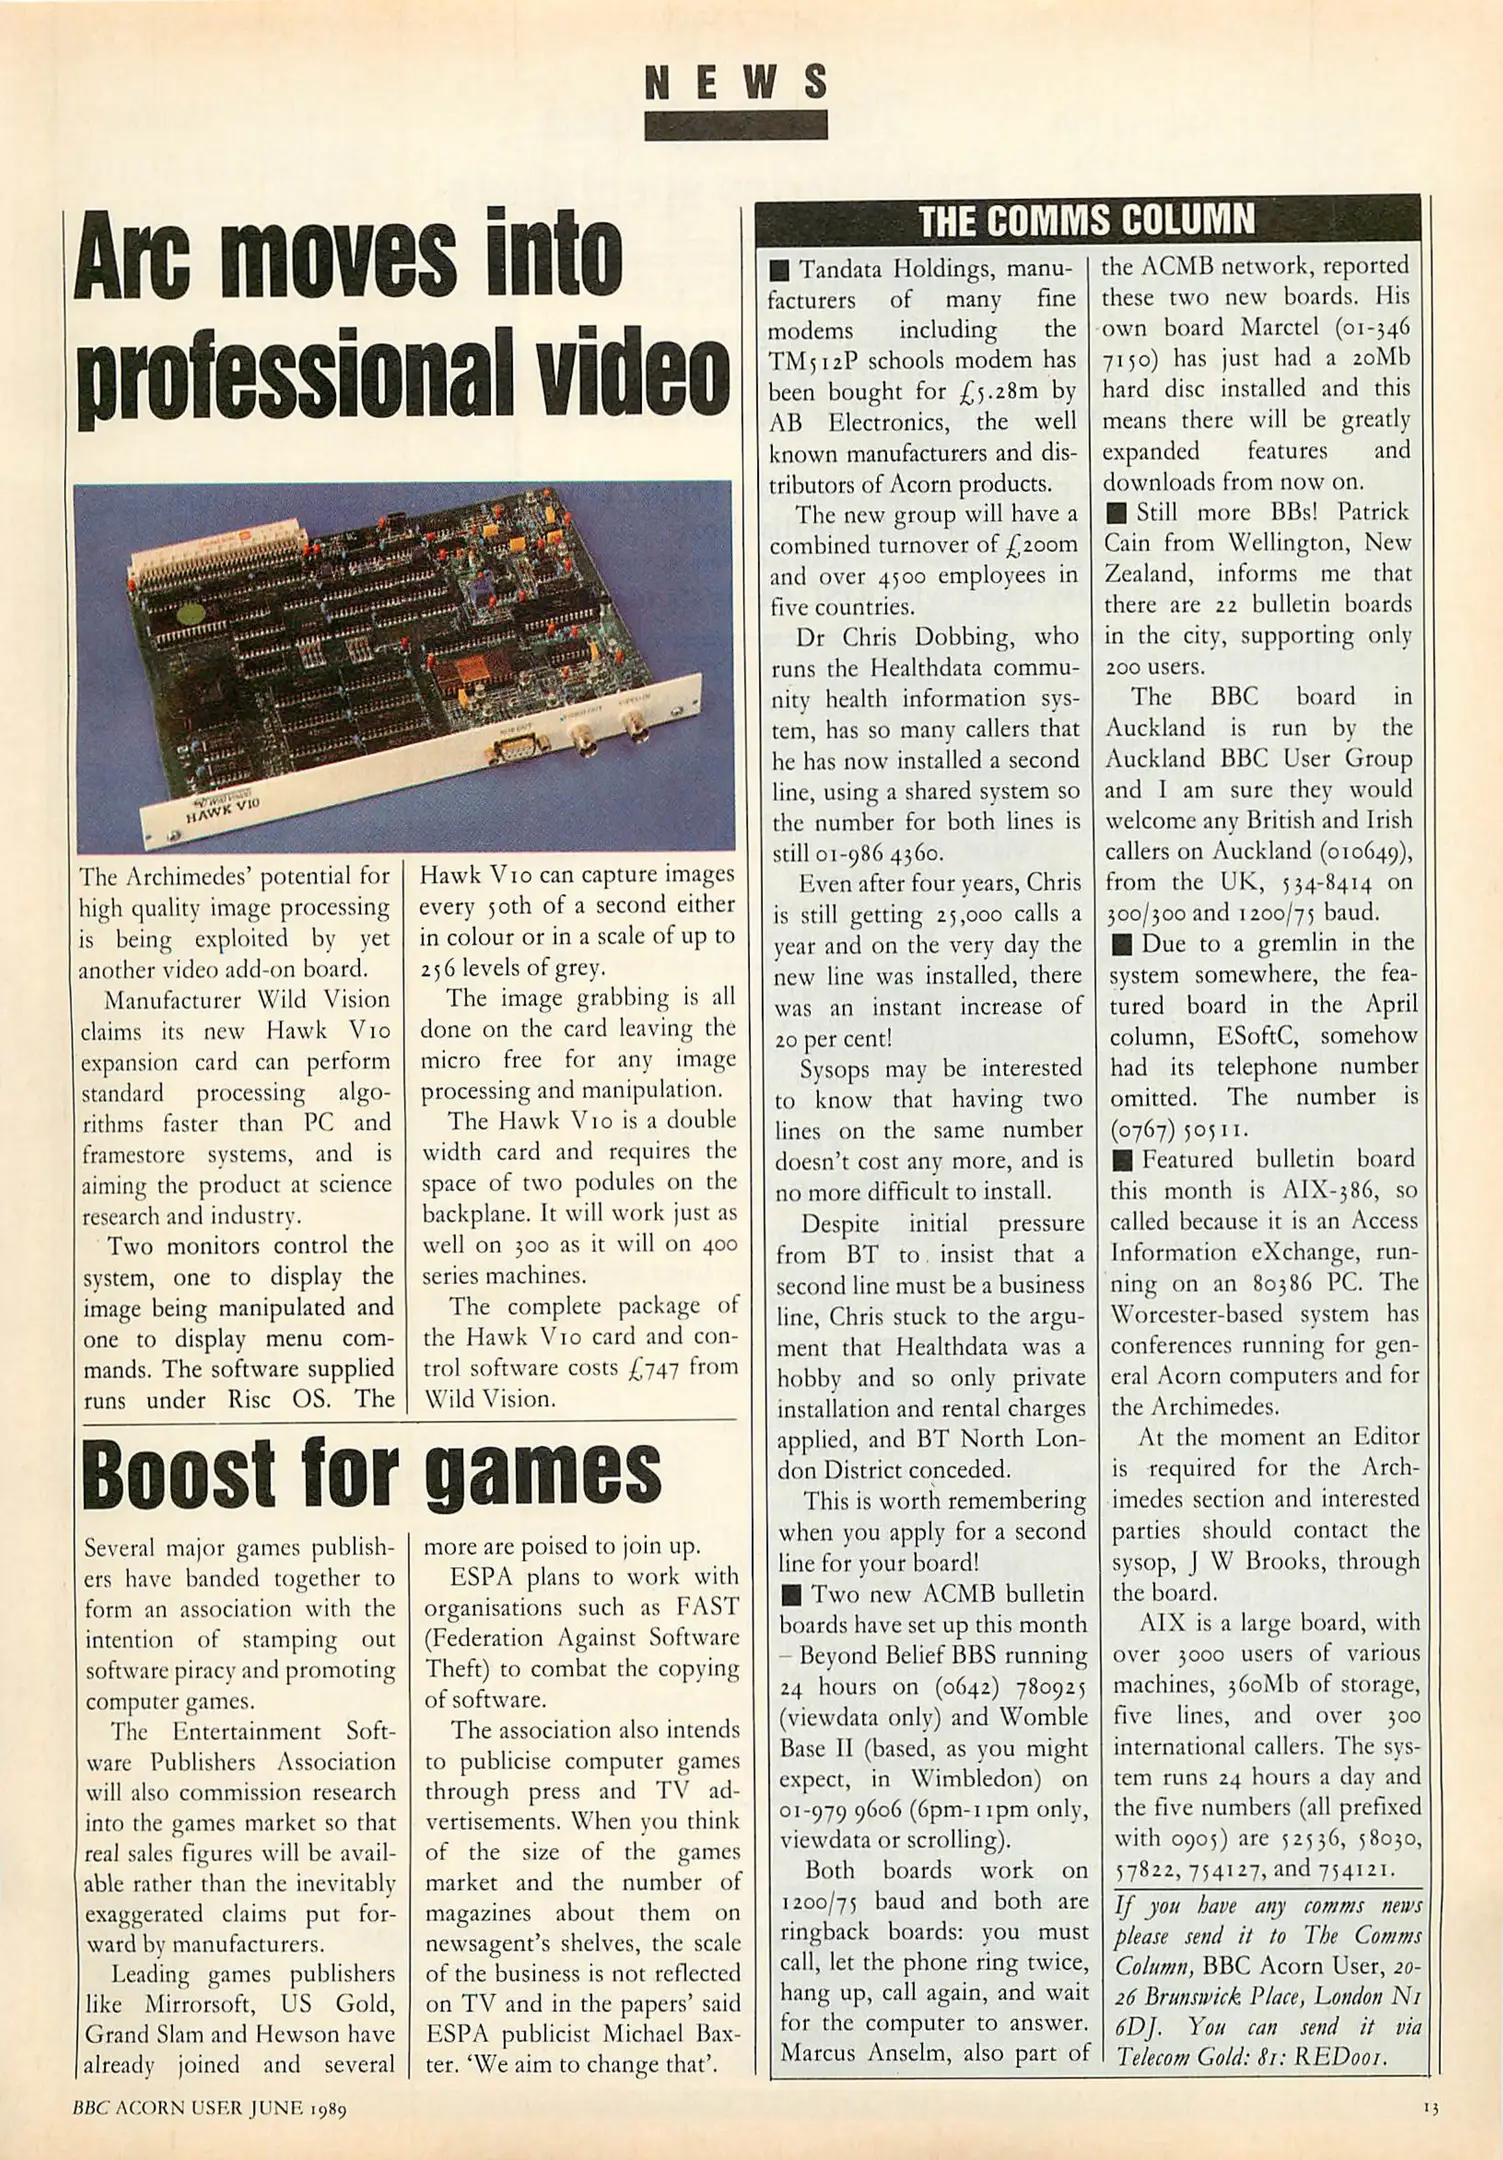 NEWS
Arc moves into
professional video
HAWK V10
The Archimedes' potential for
high quality image processing
is being exploited by yet
another video add-on board.
Manufacturer Wild Vision
claims its new Hawk V10
expansion card can perform
standard processing algo-
rithms faster than PC and
framestore systems, and is
aiming the product at science
research and industry.
Two monitors control the
system, one to display the
image being manipulated and
one to display menu com-
mands. The software supplied
runs under Risc OS. The
Hawk V10 can capture images
every 50th of a second either
in colour or in a scale of up to
256 levels of grey.
The image grabbing is all
done on the card leaving the
micro free for any image
processing and manipulation.
The Hawk V10 is a double
width card and requires the
space of two podules on the
backplane. It will work just as
well on 300 as it will on 400
series machines.
The complete package of
the Hawk V10 card and con-
trol software costs £747 from
Wild Vision.
Boost for games
Several major games publish-
ers have banded together to
form an association with the
intention of stamping out
software piracy and promoting
computer games.
The Entertainment Soft-
ware Publishers Association
will also commission research
into the games market so that
real sales figures will be avail-
able rather than the inevitably
exaggerated claims put for-
ward by manufacturers.
Leading games publishers
like Mirrorsoft, US Gold,
Grand Slam and Hewson have
already joined and several
more are poised to join up.
ESPA plans to work with
organisations such as FAST
(Federation Against Software
Theft) to combat the copying
of software.
The association also intends
to publicise computer games
through press and TV ad-
vertisements. When you think
of the size of the games
market and the number of
magazines about them on
newsagent's shelves, the scale
of the business is not reflected
on TV and in the papers' said
ESPA publicist Michael Bax-
ter. 'We aim to change that'.
THE COMMS COLUMN
■ Tandata Holdings, manu-
facturers of many fine
modems including the
TM512P schools modem has
been bought for £5.28m by
AB Electronics, the well
known manufacturers and dis-
tributors of Acorn products.
The new group will have a
combined turnover of £200m
and over 4500 employees in
five countries.
Dr Chris Dobbing, who
runs the Healthdata commu-
nity health information sys-
tem, has so many callers that
he has now installed a second
line, using a shared system so
the number for both lines is
still 01-986 4360.
Even after four years, Chris
is still getting 25,000 calls a
year and on the very day the
new line was installed, there
was an instant increase of
20 per cent!
Sysops may be interested
to know that having two
lines on the same number
doesn't cost any more, and is
no more difficult to install.
Despite initial pressure
from BT to insist that a
second line must be a business
line, Chris stuck to the argu-
ment that Healthdata was a
hobby and so only private
installation and rental charges
applied, and BT North Lon-
don District conceded.
This is worth remembering
when you apply for a second
line for your board!
■ Two new ACMB bulletin
boards have set up this month
– Beyond Belief BBS running
24 hours on (0642) 780925
(viewdata only) and Womble
Base II (based, as you might
expect, in Wimbledon) on
01-979 9606 (6pm-11pm only,
viewdata or scrolling).
Both boards work on
1200/75 baud and both are
ringback boards: you must
call, let the phone ring twice,
hang up, call again, and wait
for the computer to answer.
Marcus Anselm, also part of
the ACMB network, reported
these two new boards. His
own board Marctel (01-346
7150) has just had a 20Mb
hard disc installed and this
means there will be greatly
expanded features and
downloads from now on.
■ Still more BBs! Patrick
Cain from Wellington, New
Zealand, informs me that
there are 22 bulletin boards
in the city, supporting only
200 users.
The BBC board in
Auckland is run by the
Auckland BBC User Group
and I am sure they would
welcome any British and Irish
callers on Auckland (010649),
from the UK, 534-8414 on
300/300 and 1200/75 baud.
■ Due to a gremlin in the
system somewhere, the fea-
tured board in the April
column, ESoftC, somehow
had its telephone number
omitted. The number is
(0767) 50511.
■ Featured bulletin board
this month is AIX-386, so
called because it is an Access
Information eXchange, run-
ning on an 80386 PC. The
Worcester-based system has
conferences running for gen-
eral Acorn computers and for
the Archimedes.
At the moment an Editor
is required for the Arch-
imedes section and interested
parties should contact the
sysop, J W Brooks, through
the board.
AIX is a large board, with
over 3000 users of various
machines, 360Mb of storage,
five lines, and over 300
international callers. The sys-
tem runs 24 hours a day and
the five numbers (all prefixed
with 0905) are 52536, 58030,
57822, 754127, and 754121.
If you have any comms news
please send it to The Comms
Column, BBC Acorn User, 20-
26 Brunswick Place, London N1
6DJ. You can send it via
Telecom Gold: 81: RED001.
BBC ACORN USER JUNE 1989
13